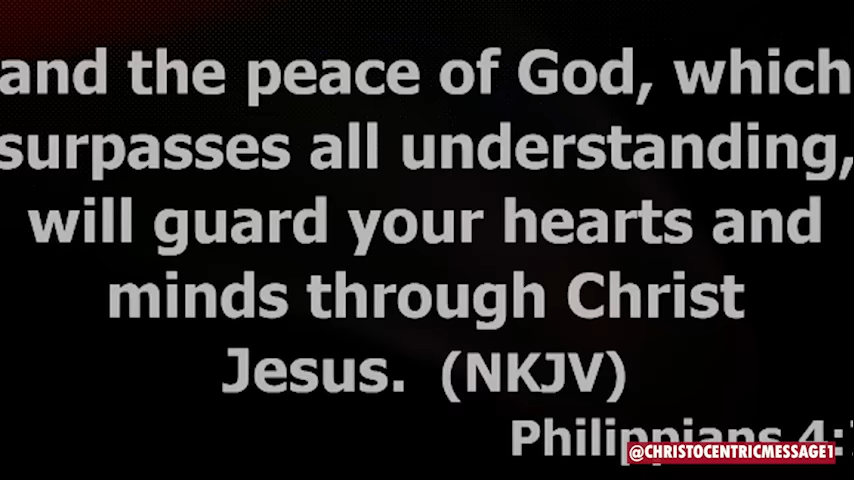 and the peace of God, which
surpasses all understanding,
will guard your hearts and
minds through Christ
Jesus. (NKJV)
Philippians 4:
@CHRISTOCENTRICMESSAGE1